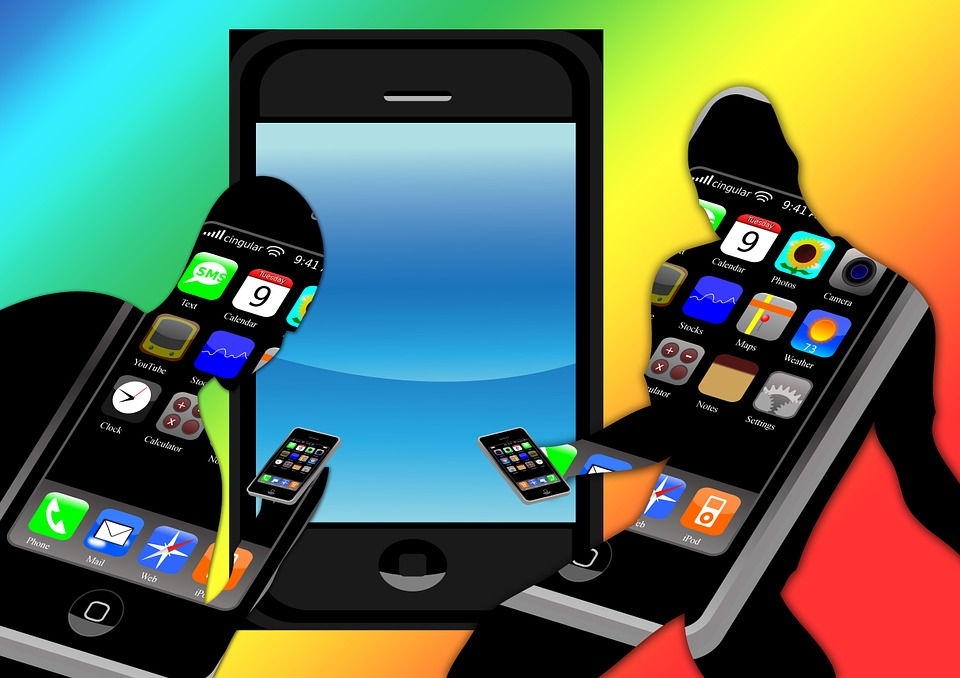 cingular 9:41
SMS
Tuesday
9
Text
Calendar
YouTube
Clock
Calculator
Phone
Mail
Web
cingular 9:41
Tuesday
9
Calendar
Photos
Camera
Stocks
Maps
73
Weather
Notes
Settings
iPod